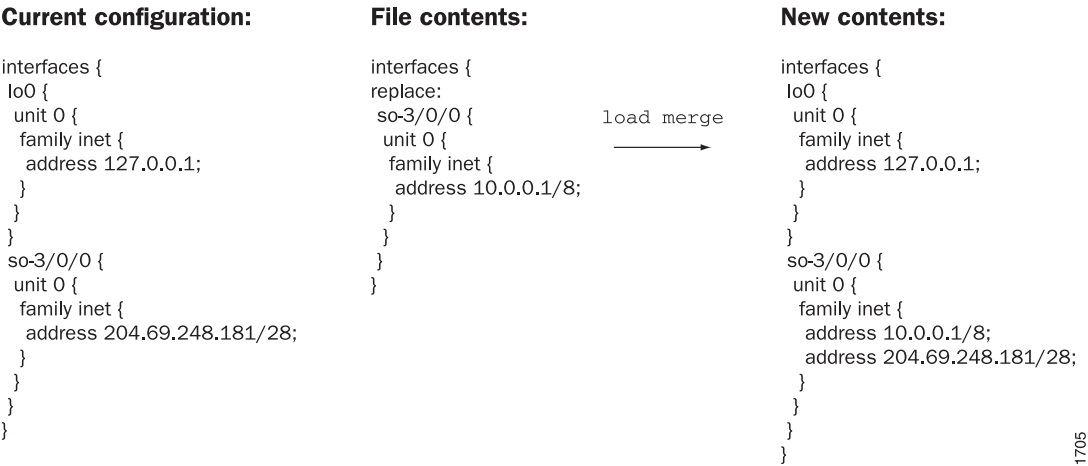 Current configuration:
interfaces {
lo0 {
unit 0 {
family inet {
address 127.0.0.1;
}
}
}
so-3/0/0 {
unit 0 {
family inet {
address 204.69.248.181/28;
}
}
}
}
File contents:
interfaces {
replace:
so-3/0/0 {
unit 0 {
family inet {
address 10.0.0.1/8;
}
}
}
}
load merge
New contents:
interfaces {
lo0 {
unit 0 {
family inet {
address 127.0.0.1;
}
}
}
so-3/0/0 {
unit 0 {
family inet {
address 10.0.0.1/8;
address 204.69.248.181/28;
}
}
}
}
1705